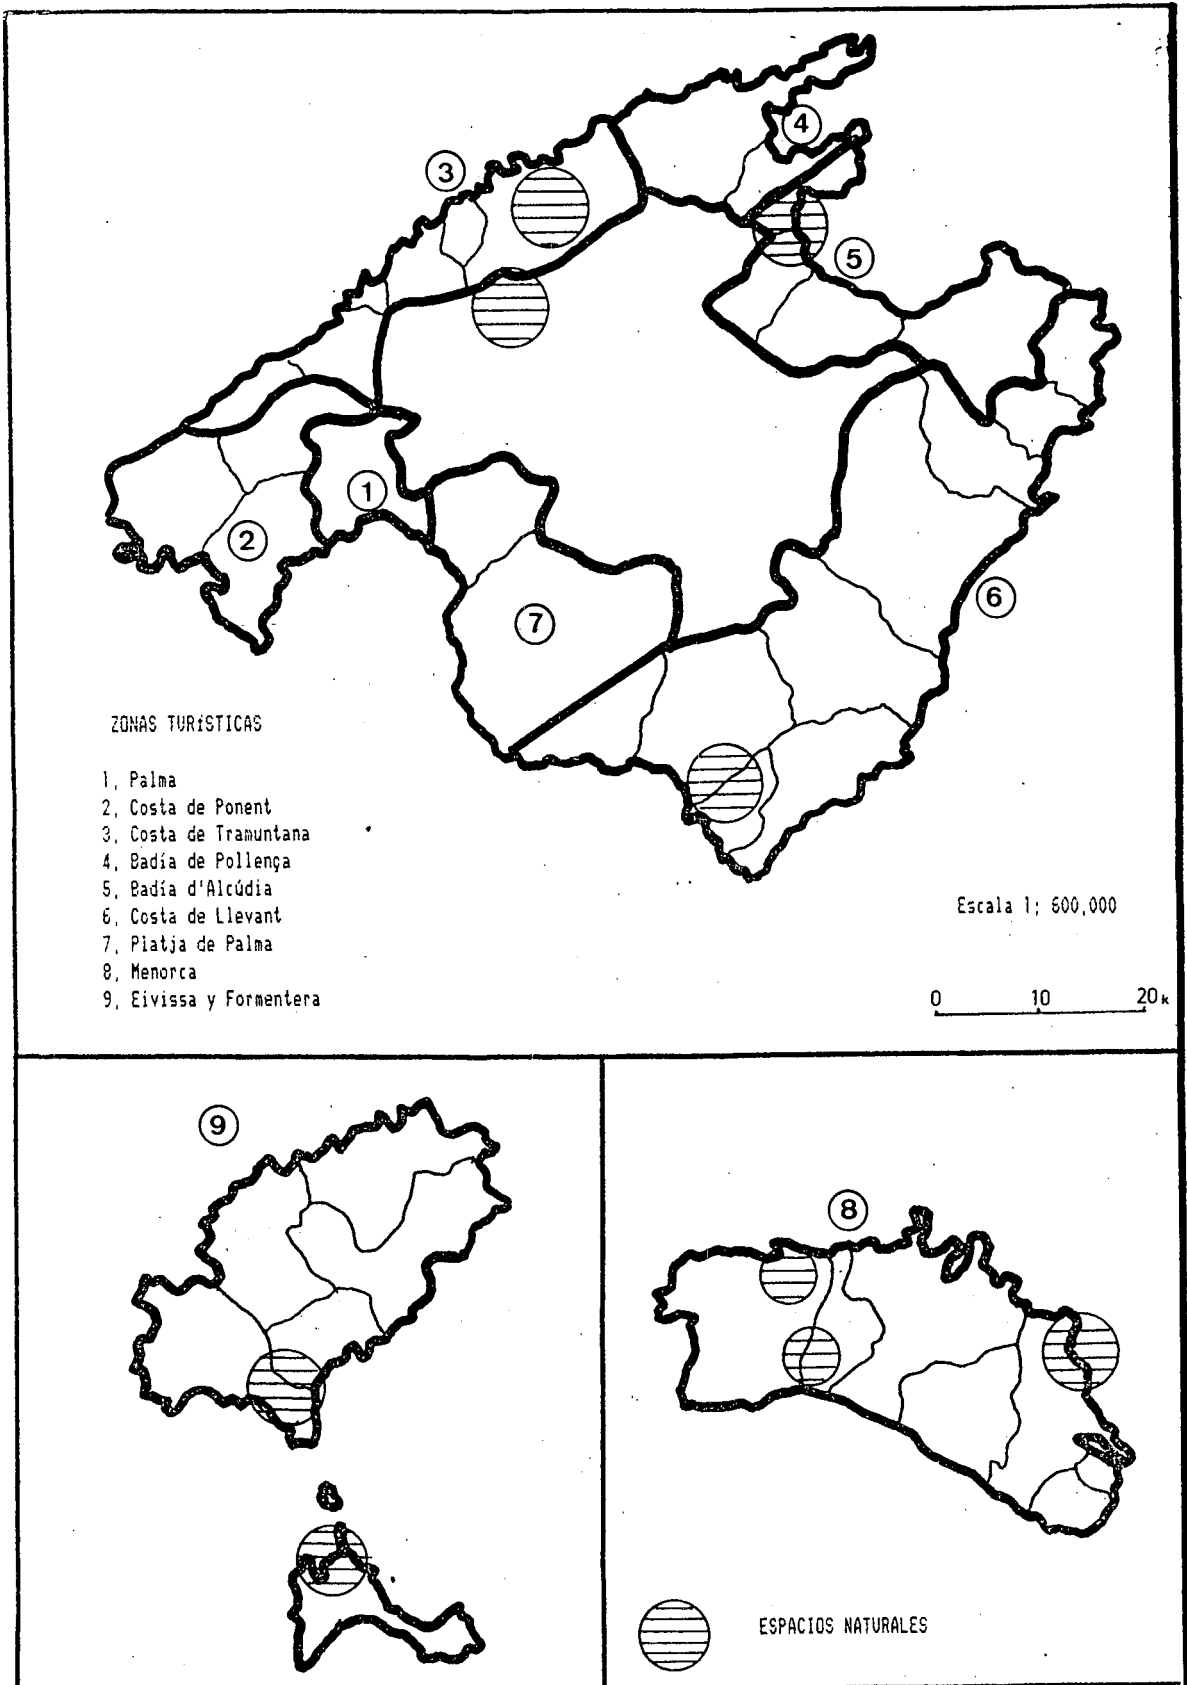 4
3
5
1
2
6
7
ZONAS TURíSTICAS
1, Palma
2, Costa de Ponent
3, Costa de Tramuntana
4, Badía de Pollença
5, Badía d'Alcúdia
6, Costa de Llevant
7, Platja de Palma
8, Menorca
9, Eivissa y Formentera
Escala 1; 600,000
0 10 20 k
9
8
ESPACIOS NATURALES